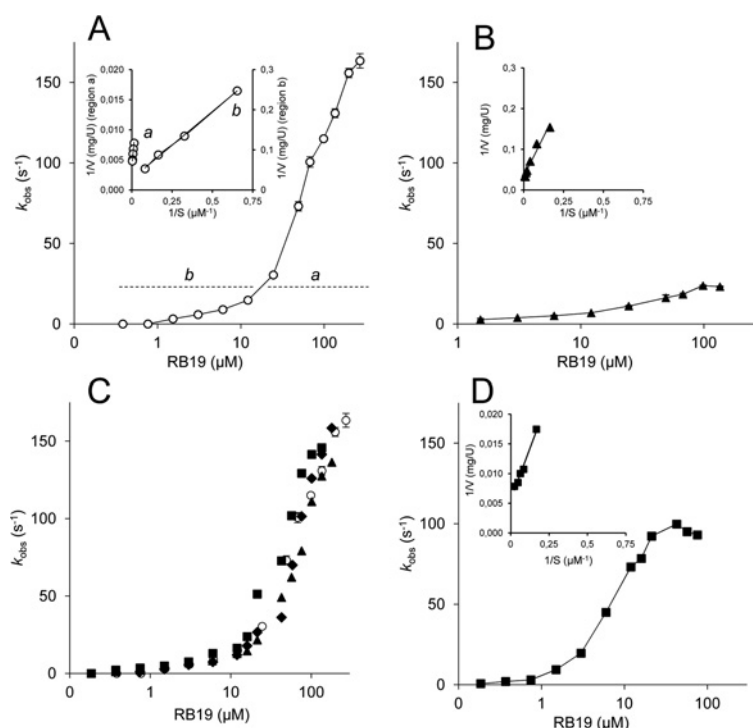 A
150
100
50
0
k_obs (s⁻¹)
0,020
0,015
0,010
0,005
0,000
1/V (mg/U) (region a)
0,3
0,2
0,1
0
1/V (mg/U) (region b)
a
b
0 0,25 0,5 0,75
1/S (µM⁻¹)
b
a
1 10 100
RB19 (µM)
B
150
100
50
0
k_obs (s⁻¹)
0,3
0,2
0,1
0,0
1/V (mg/U)
0 0,25 0,5 0,75
1/S (µM⁻¹)
1 10 100
RB19 (µM)
C
150
100
50
0
k_obs (s⁻¹)
0 1 10 100
RB19 (µM)
D
150
100
50
0
k_obs (s⁻¹)
0,020
0,015
0,010
0,005
0,000
1/V (mg/U)
0 0,25 0,5 0,75
1/S (µM⁻¹)
0 1 10 100
RB19 (µM)